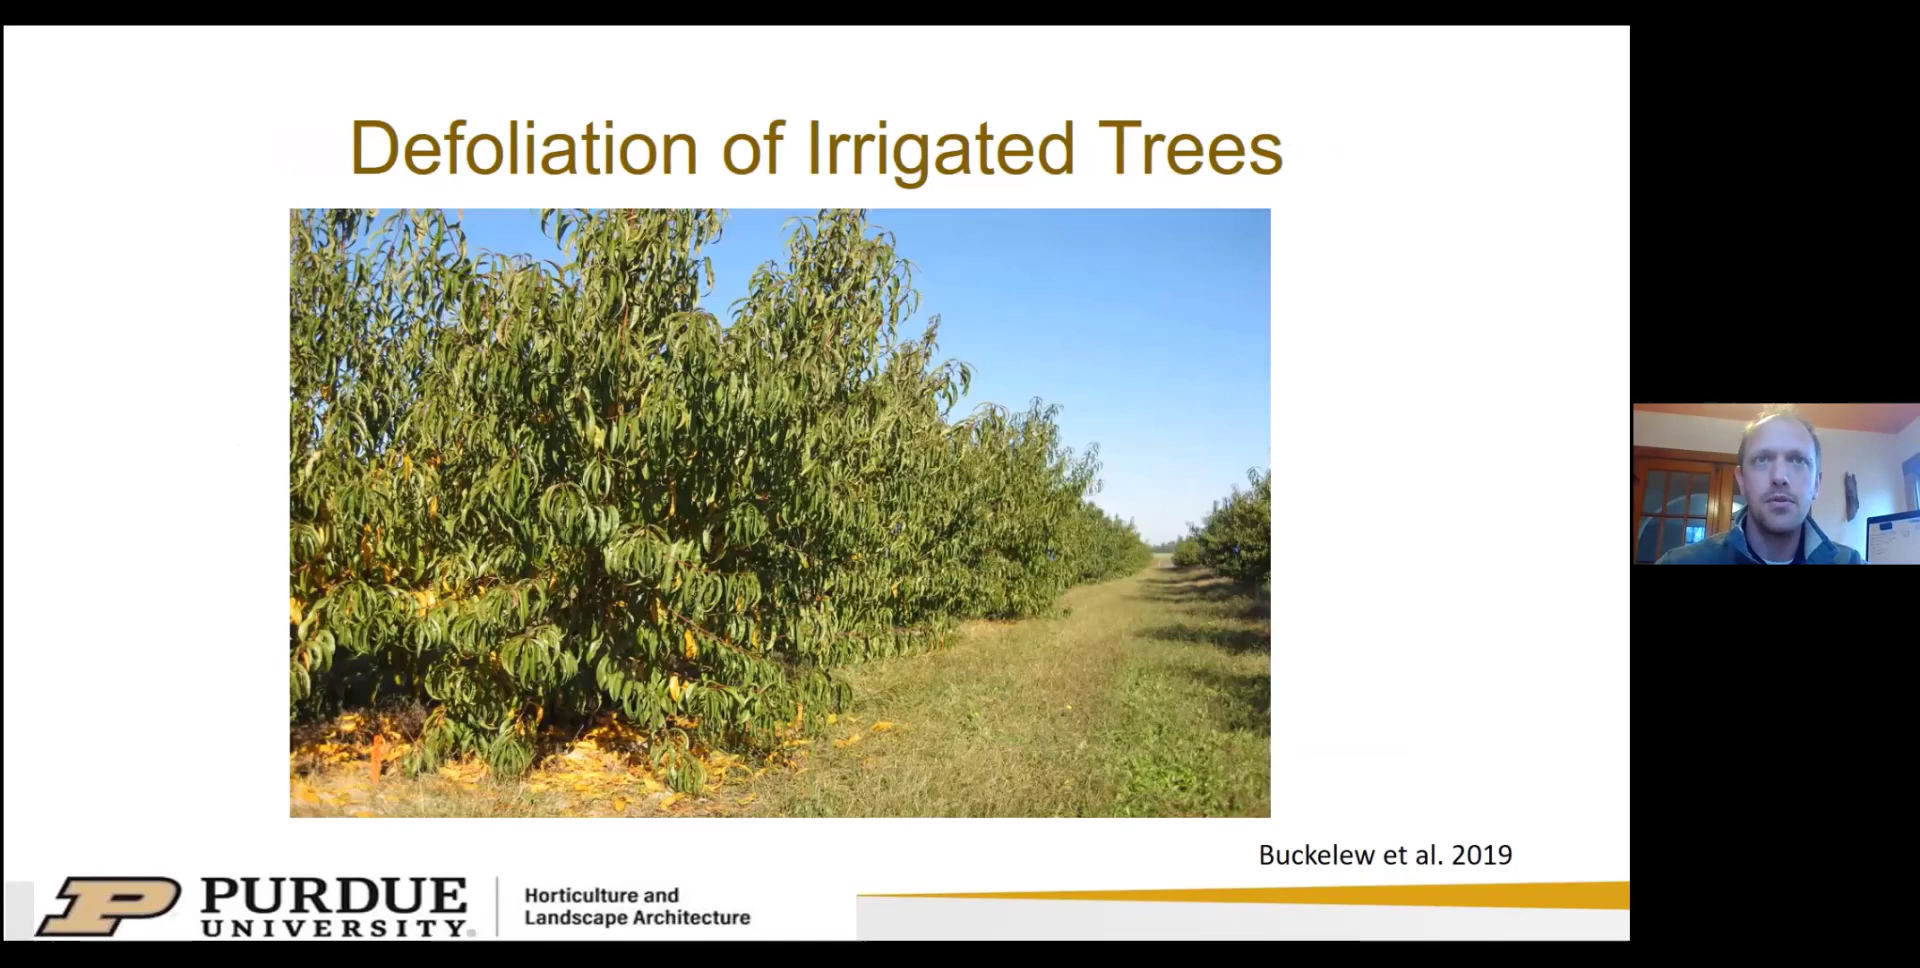 Defoliation of Irrigated Trees
Buckelew et al. 2019
PURDUE
UNIVERSITY®
Horticulture and
Landscape Architecture